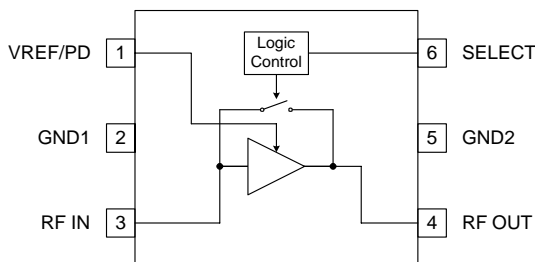 VREF/PD 1 Logic Control 6 SELECT
GND1 2 5 GND2
RF IN 3 4 RF OUT